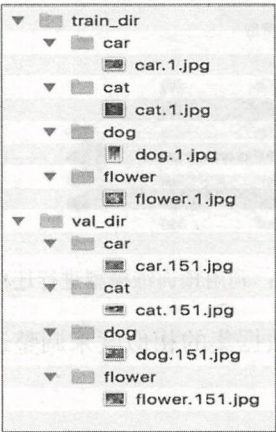 train_dir
car
car.1.jpg
cat
cat.1.jpg
dog
dog.1.jpg
flower
flower.1.jpg
val_dir
car
car.151.jpg
cat
cat.151.jpg
dog
dog.151.jpg
flower
flower.151.jpg